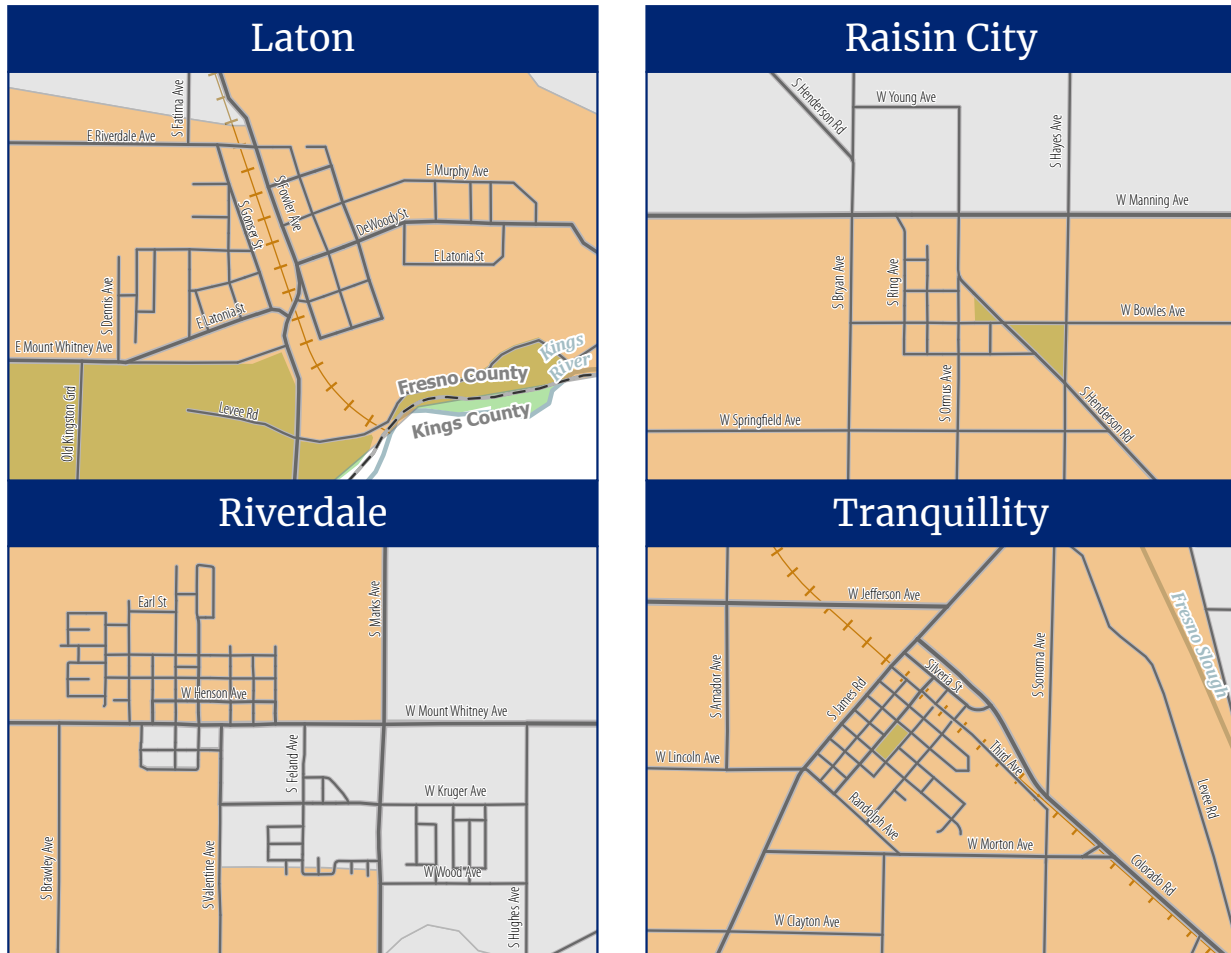 Laton
S Fatima Ave
E Riverdale Ave
S Fowler Ave
E Murphy Ave
S Gonser St
DeWoody St
E Latonia St
S Dennis Ave
E Latonia St
E Mount Whitney Ave
Kings
River
Fresno County
Kings County
Levee Rd
Old Kingston Grd
Raisin City
S Henderson Rd
W Young Ave
S Hayes Ave
W Manning Ave
S Bryan Ave
S Ring Ave
W Bowles Ave
S Ormus Ave
S Henderson Rd
W Springfield Ave
Riverdale
Earl St
S Marks Ave
W Henson Ave
W Mount Whitney Ave
S Feland Ave
W Kruger Ave
S Brawley Ave
S Valentine Ave
W Wood Ave
S Hughes Ave
Tranquillity
W Jefferson Ave
Fresno Slough
S Amador Ave
S Sonoma Ave
Silveria St
S James Rd
W Lincoln Ave
Third Ave
Levee Rd
Randolph Ave
W Morton Ave
Colorado Rd
W Clayton Ave